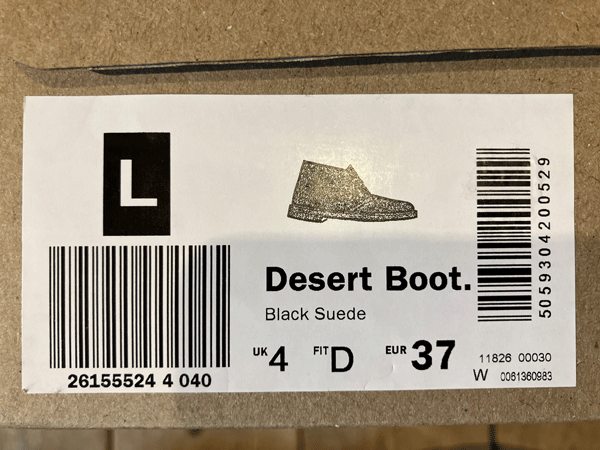 L
Desert Boot.
Black Suede
UK 4 FIT D EUR 37
26155524 4 040
5059304200529
11826 00030
W 0061360983